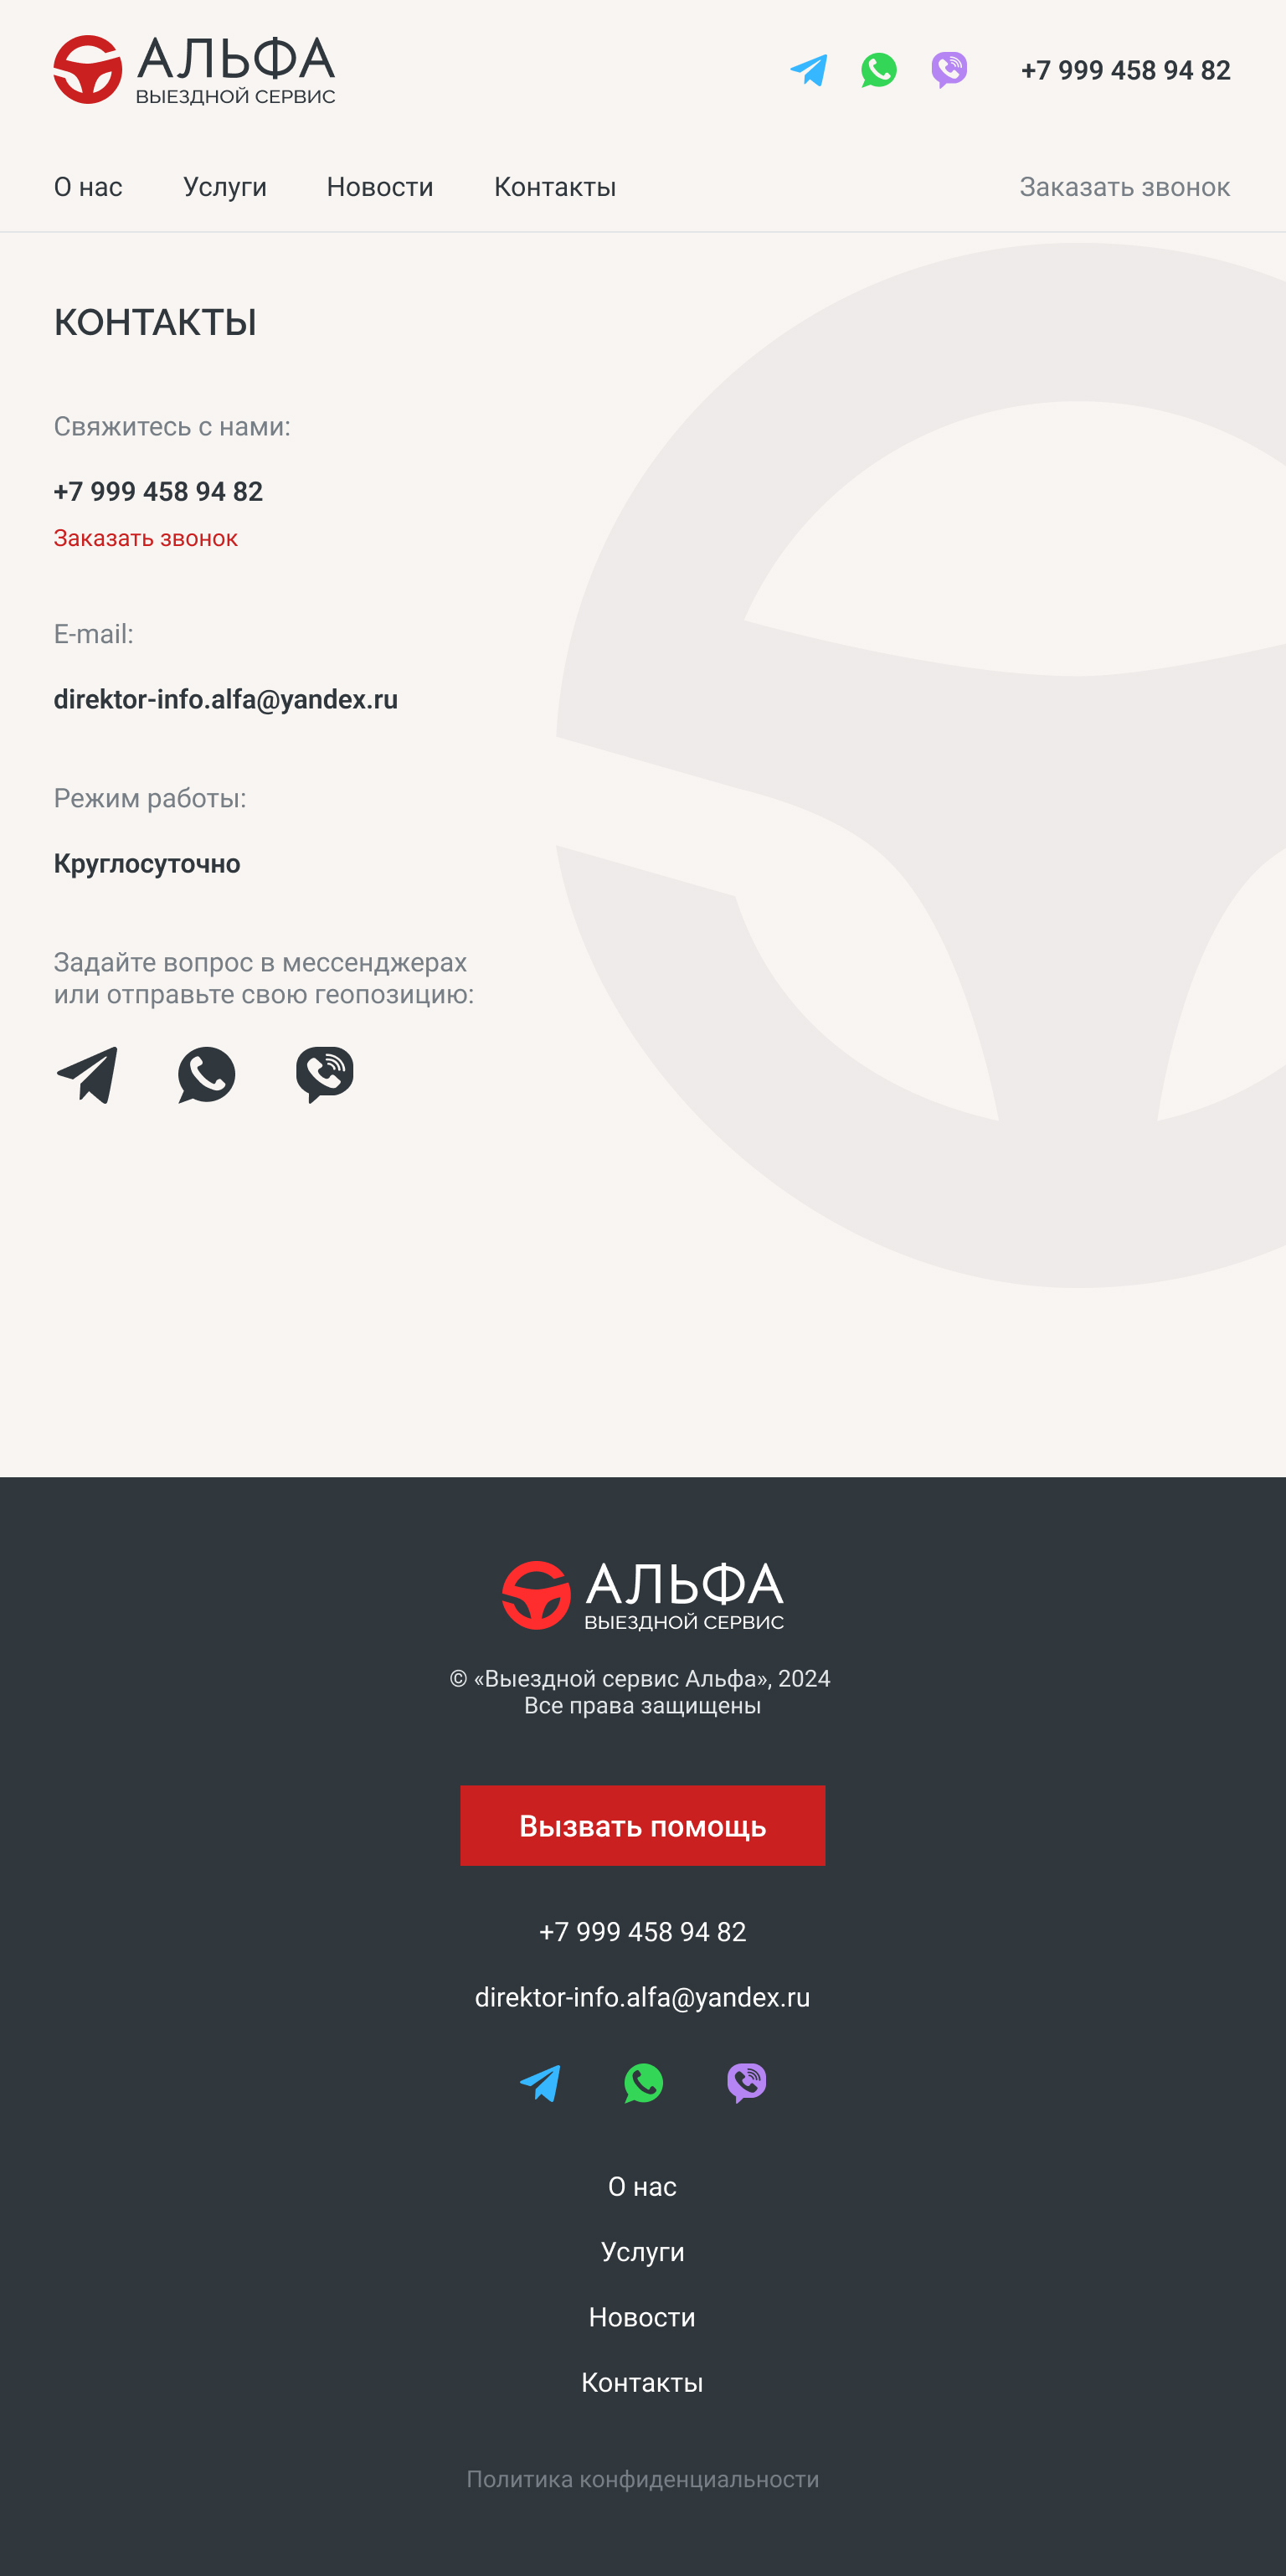 АЛЬФА
ВЫЕЗДНОЙ СЕРВИС
+7 999 458 94 82
О нас
Услуги
Новости
Контакты
Заказать звонок
КОНТАКТЫ
Свяжитесь с нами:
+7 999 458 94 82
Заказать звонок
E-mail:
direktor-info.alfa@yandex.ru
Режим работы:
Круглосуточно
Задайте вопрос в мессенджерах
или отправьте свою геопозицию:
АЛЬФА
ВЫЕЗДНОЙ СЕРВИС
© «Выездной сервис Альфа», 2024
Все права защищены
Вызвать помощь
+7 999 458 94 82
direktor-info.alfa@yandex.ru
О нас
Услуги
Новости
Контакты
Политика конфиденциальности